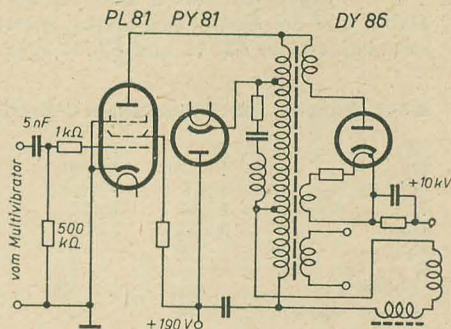 PL 81 PY 81 DY 86
5 nF
1 kΩ
500
kΩ
vom Multivibrator
+10 kV
+190 V